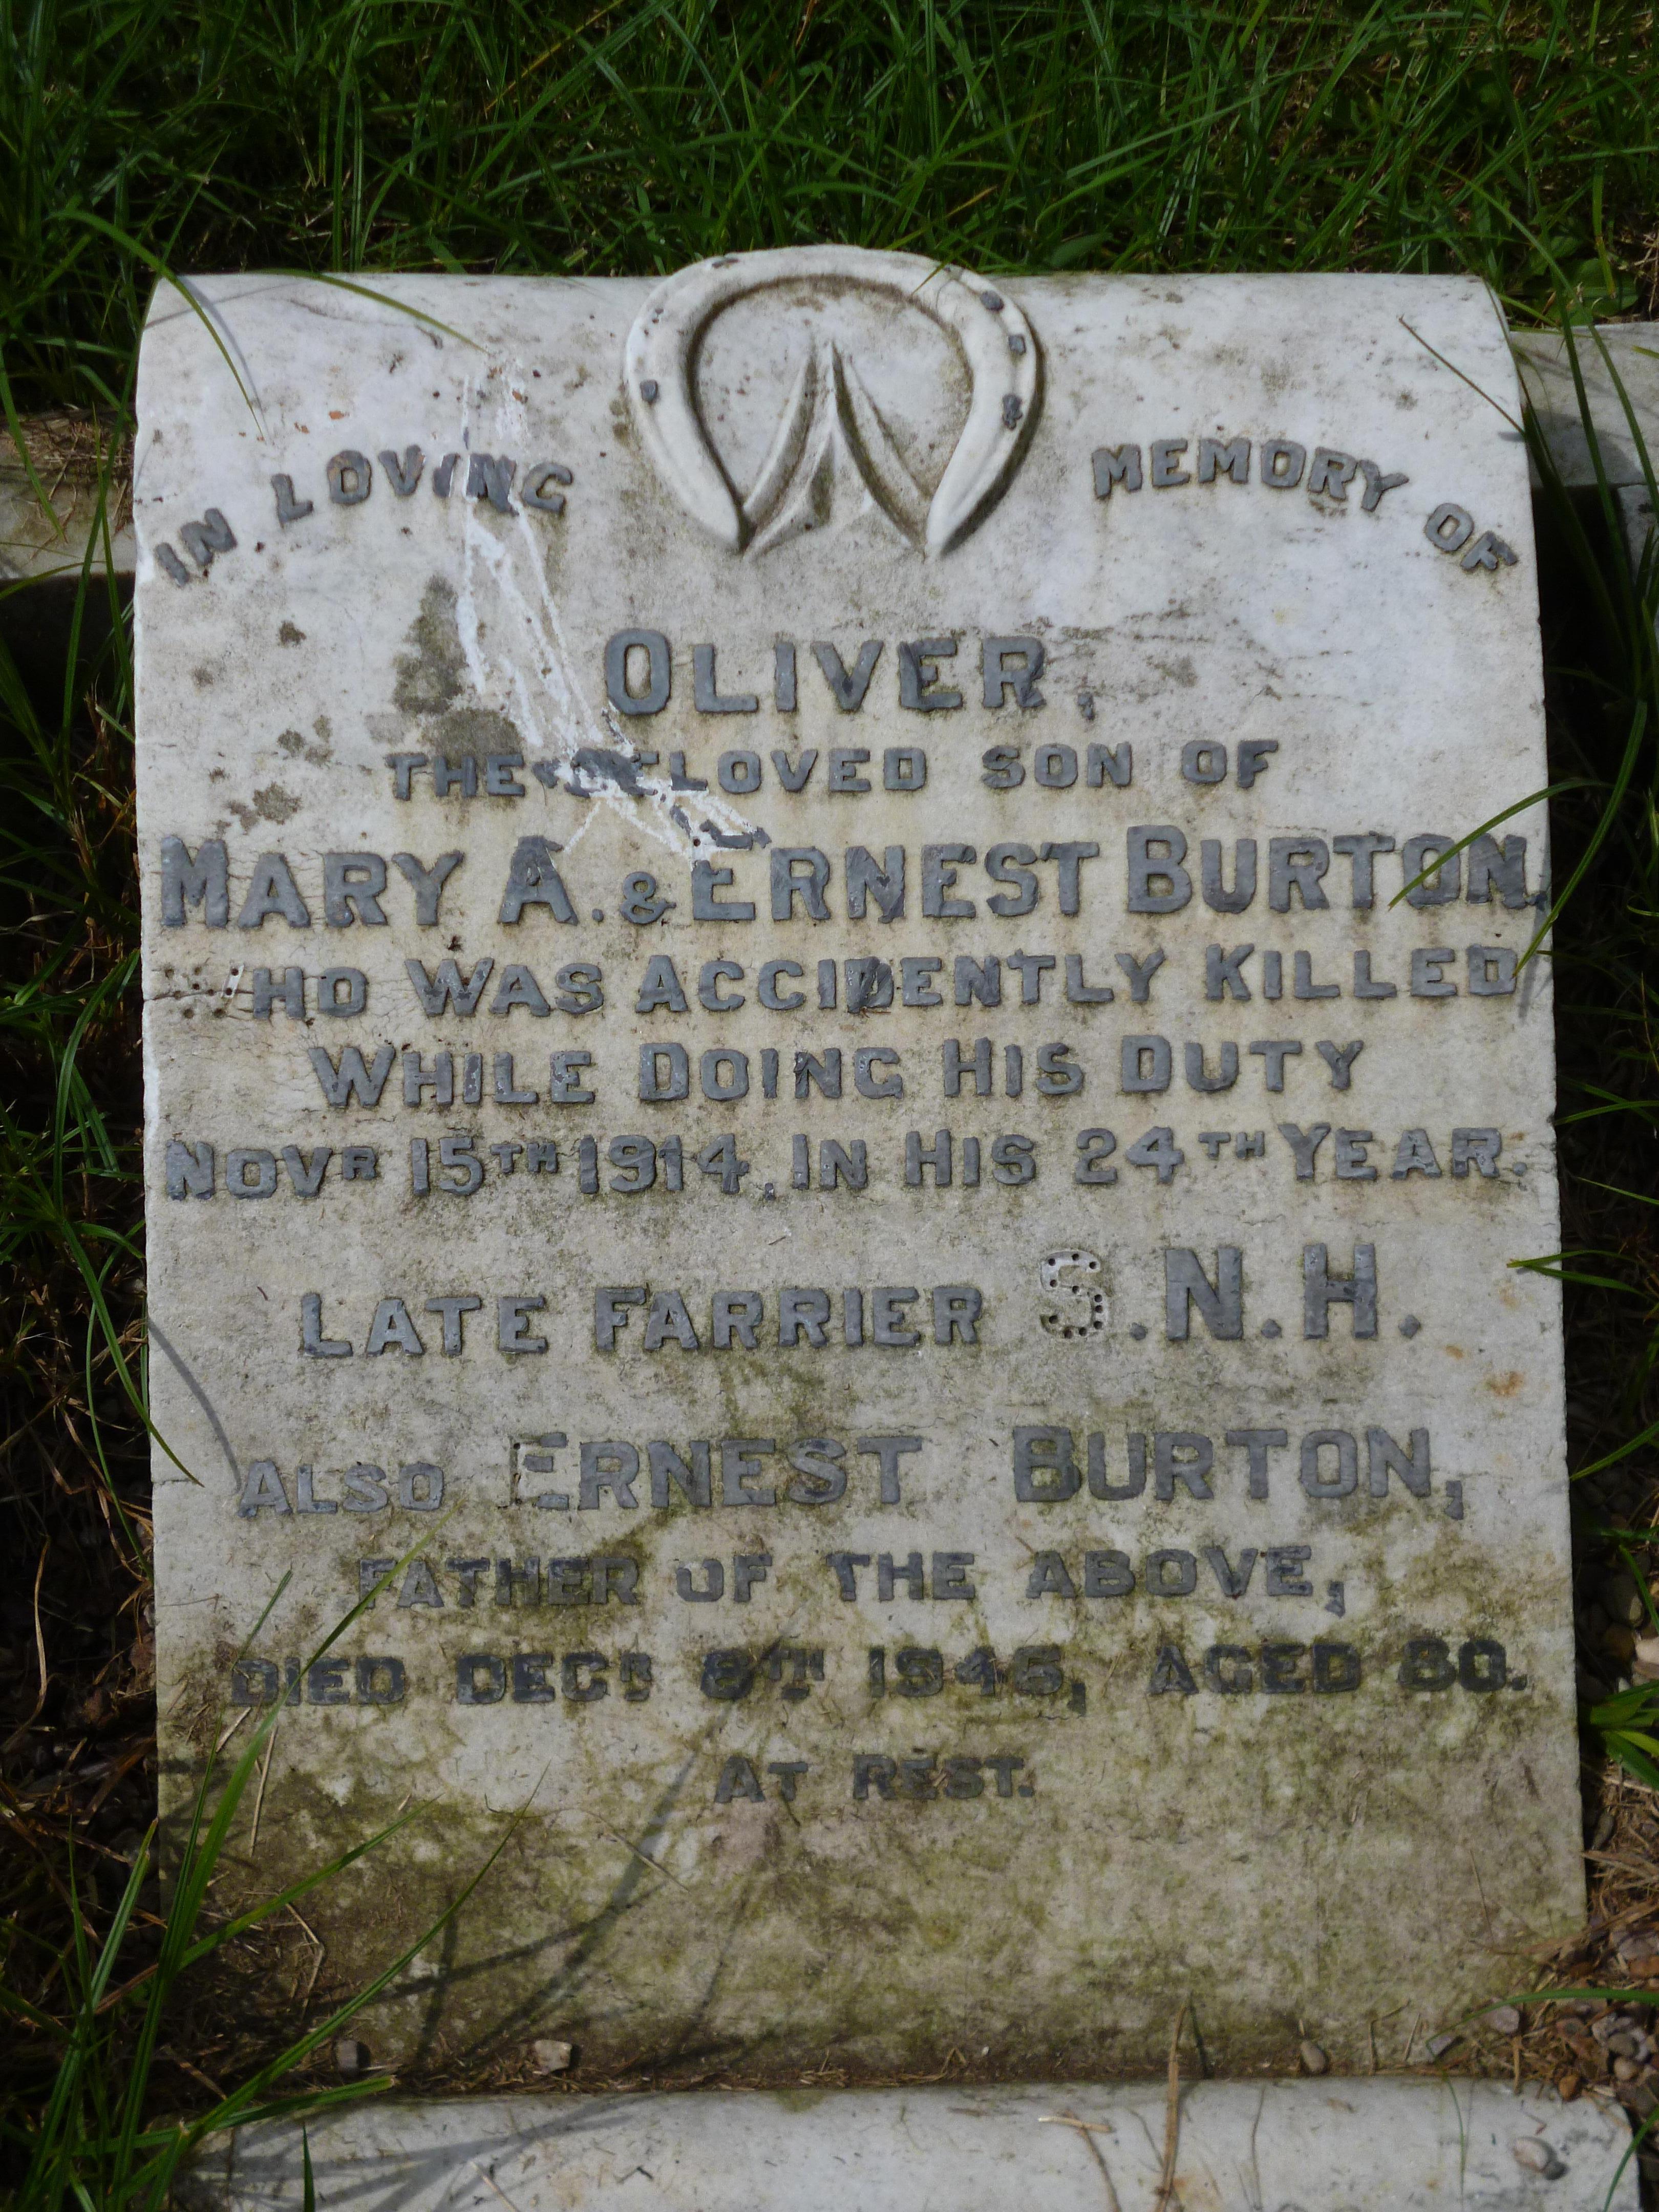 IN LOVING MEMORY OF
OLIVER,
THE BELOVED SON OF
MARY A. & ERNEST BURTON,
WHO WAS ACCIDENTLY KILLED
WHILE DOING HIS DUTY
NOVR 15TH 1914, IN HIS 24TH YEAR.
LATE FARRIER S.N.H.
ALSO ERNEST BURTON,
FATHER OF THE ABOVE,
DIED DECR 8TH 1945, AGED 80.
AT REST.